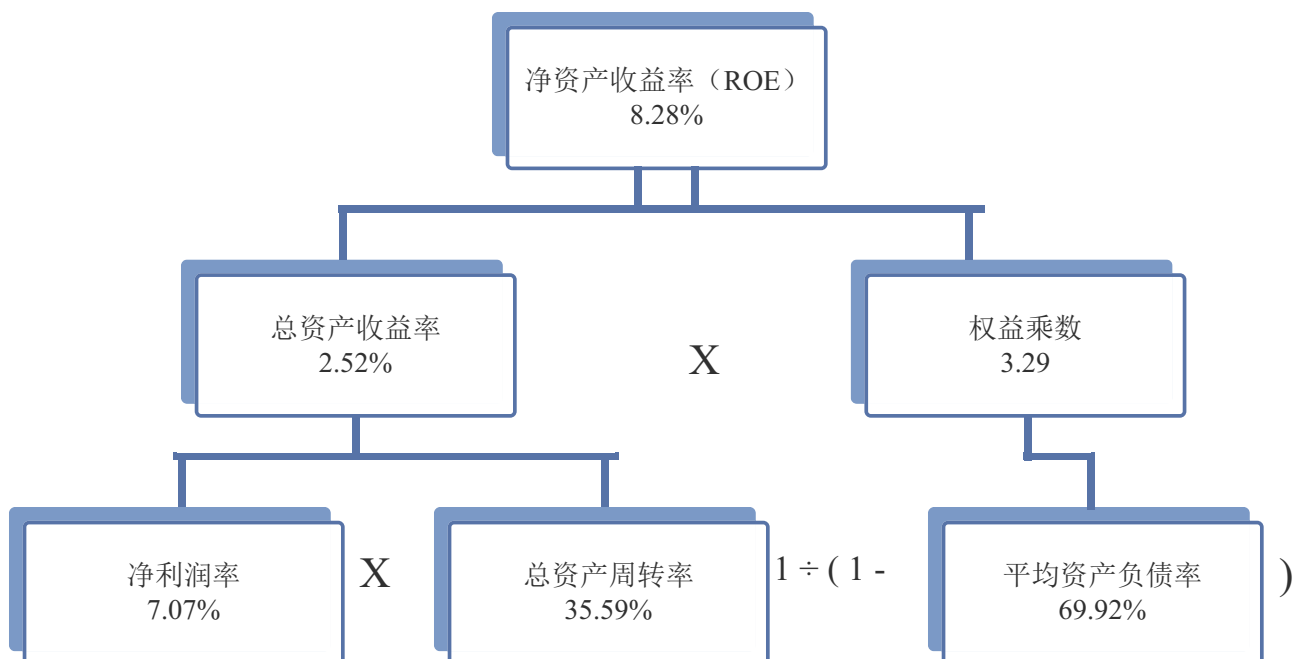 净资产收益率（ROE）
8.28%
总资产收益率
2.52%
X
权益乘数
3.29
净利润率
7.07%
X
总资产周转率
35.59%
1 ÷ ( 1 -
平均资产负债率
69.92%
)